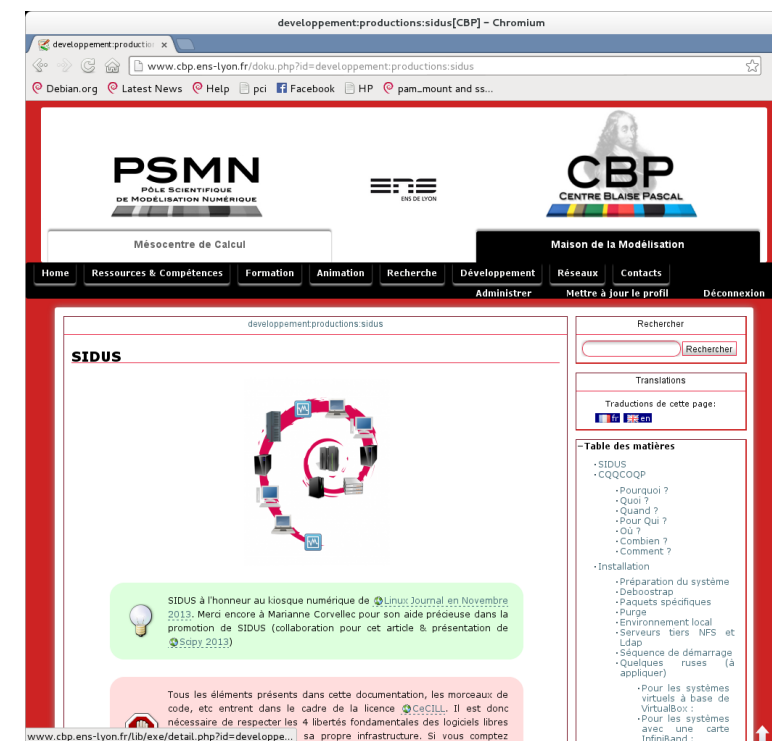 developpement:productions:sidus[CBP] – Chromium
developpement:productio
www.cbp.ens-lyon.fr/doku.php?id=developpement:productions:sidus
Debian.org Latest News Help pci Facebook HP pam_mount and ss...
PSMN
PÔLE SCIENTIFIQUE
DE MODÉLISATION NUMÉRIQUE
ENS
ENS DE LYON
CBP
CENTRE BLAISE PASCAL
Mésocentre de Calcul
Maison de la Modélisation
Home Ressources & Compétences Formation Animation Recherche Développement Réseaux Contacts
Administrer Mettre à jour le profil Déconnexion
developpement:productions:sidus
SIDUS
SIDUS à l'honneur au kiosque numérique de Linux Journal en Novembre
2013. Merci encore à Marianne Corvellec pour son aide précieuse dans la
promotion de SIDUS (collaboration pour cet article & présentation de
Scipy 2013)
Tous les éléments présents dans cette documentation, les morceaux de
code, etc entrent dans le cadre de la licence CeCILL. Il est donc
nécessaire de respecter les 4 libertés fondamentales des logiciels libres
sa propre infrastructure. Si vous comptez
www.cbp.ens-lyon.fr/lib/exe/detail.php?id=developpe...
Rechercher
Rechercher
Translations
Traductions de cette page:
fr en
Table des matières
SIDUS
CQQCOQP
Pourquoi ?
Quoi ?
Quand ?
Pour Qui ?
Où ?
Combien ?
Comment ?
Installation
Préparation du système
Deboostrap
Paquets spécifiques
Purge
Environnement local
Serveurs tiers NFS et
Ldap
Séquence de démarrage
Quelques ruses (à
appliquer)
Pour les systèmes
virtuels à base de
VirtualBox :
Pour les systèmes
avec une carte
InfiniBand :